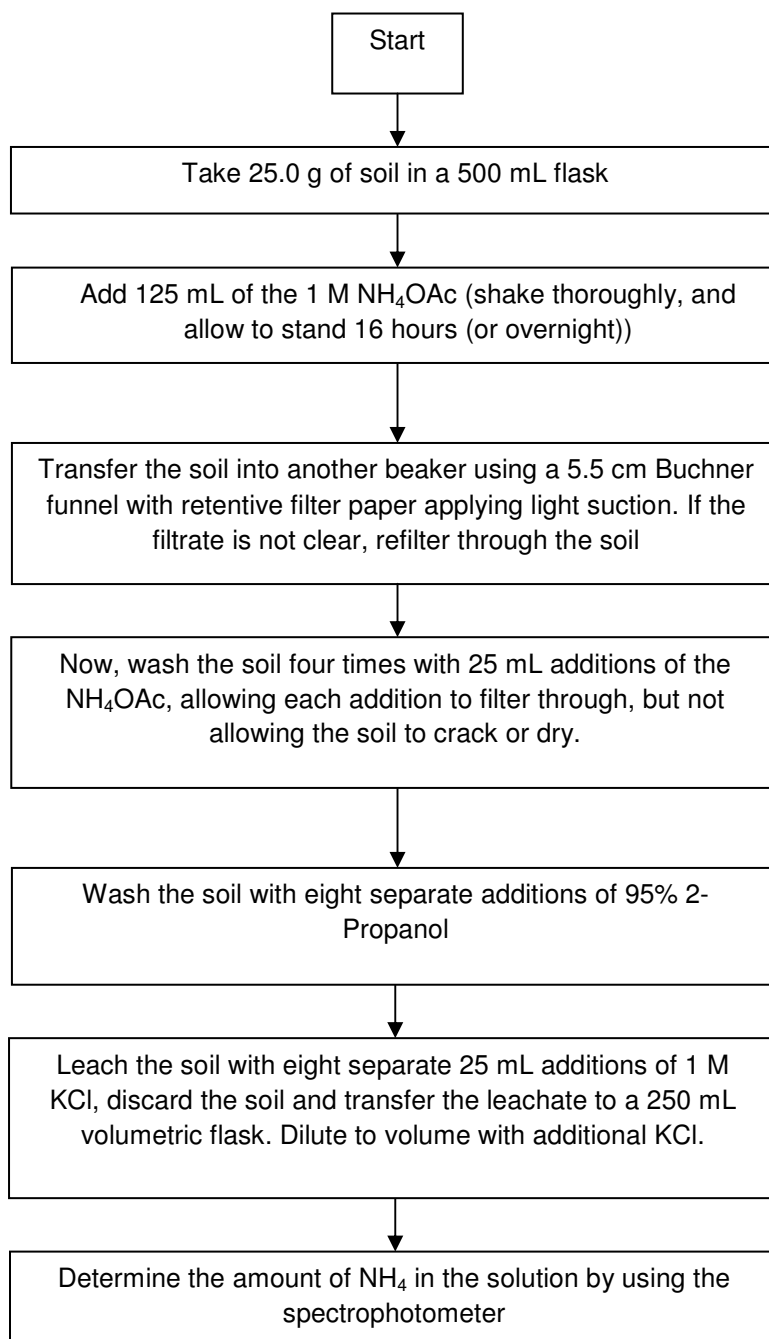 Start
Take 25.0 g of soil in a 500 mL flask
Add 125 mL of the 1 M NH₄OAc (shake thoroughly, and
allow to stand 16 hours (or overnight))
Transfer the soil into another beaker using a 5.5 cm Buchner
funnel with retentive filter paper applying light suction. If the
filtrate is not clear, refilter through the soil
Now, wash the soil four times with 25 mL additions of the
NH₄OAc, allowing each addition to filter through, but not
allowing the soil to crack or dry.
Wash the soil with eight separate additions of 95% 2-
Propanol
Leach the soil with eight separate 25 mL additions of 1 M
KCl, discard the soil and transfer the leachate to a 250 mL
volumetric flask. Dilute to volume with additional KCl.
Determine the amount of NH₄ in the solution by using the
spectrophotometer